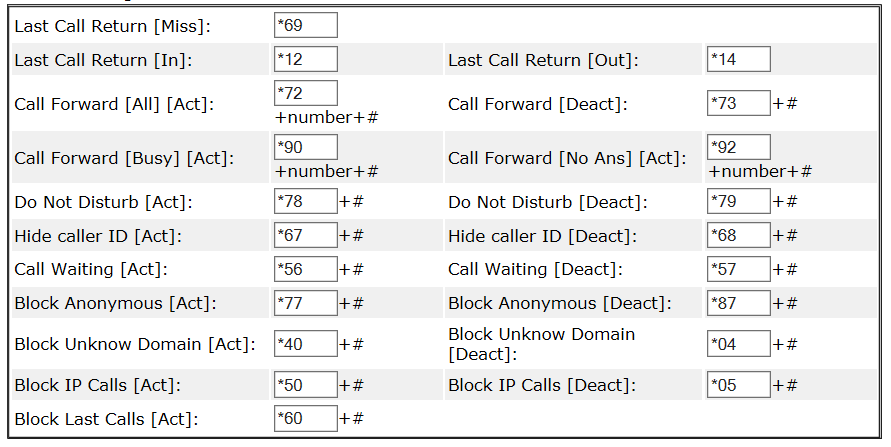 Last Call Return [Miss]: *69
Last Call Return [In]: *12 Last Call Return [Out]: *14
Call Forward [All] [Act]: *72 +number+# Call Forward [Deact]: *73 +#
Call Forward [Busy] [Act]: *90 +number+# Call Forward [No Ans] [Act]: *92 +number+#
Do Not Disturb [Act]: *78 +# Do Not Disturb [Deact]: *79 +#
Hide caller ID [Act]: *67 +# Hide caller ID [Deact]: *68 +#
Call Waiting [Act]: *56 +# Call Waiting [Deact]: *57 +#
Block Anonymous [Act]: *77 +# Block Anonymous [Deact]: *87 +#
Block Unknow Domain [Act]: *40 +# Block Unknow Domain [Deact]: *04 +#
Block IP Calls [Act]: *50 +# Block IP Calls [Deact]: *05 +#
Block Last Calls [Act]: *60 +#